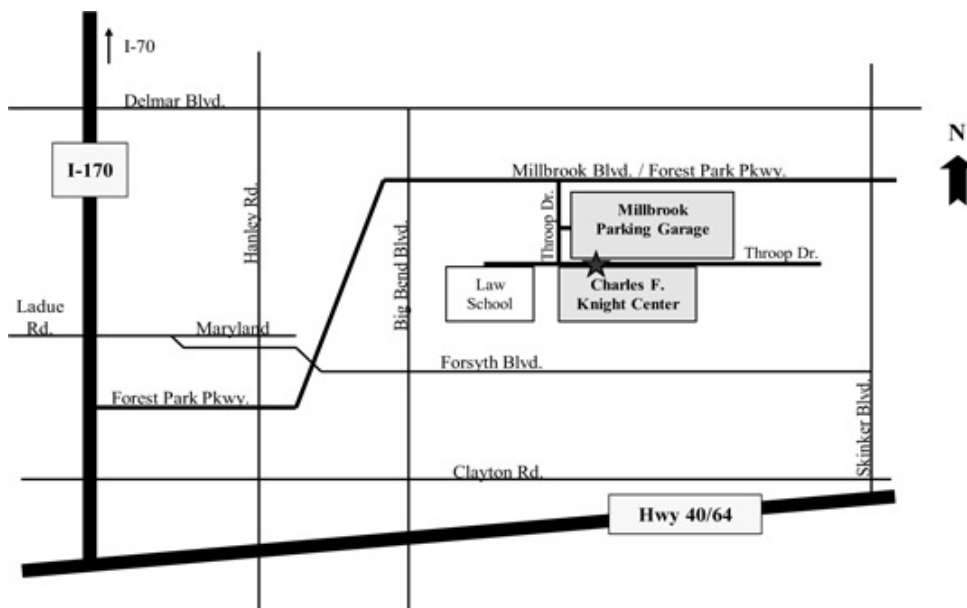 I-70
Delmar Blvd.
N
I-170
Millbrook Blvd. / Forest Park Pkwy.
Hanley Rd.
Big Bend Blvd.
Throop Dr.
Millbrook
Parking Garage
Throop Dr.
Law
School
Charles F.
Knight Center
Ladue
Rd.
Maryland
Forsyth Blvd.
Forest Park Pkwy.
Skinker Blvd.
Clayton Rd.
Hwy 40/64